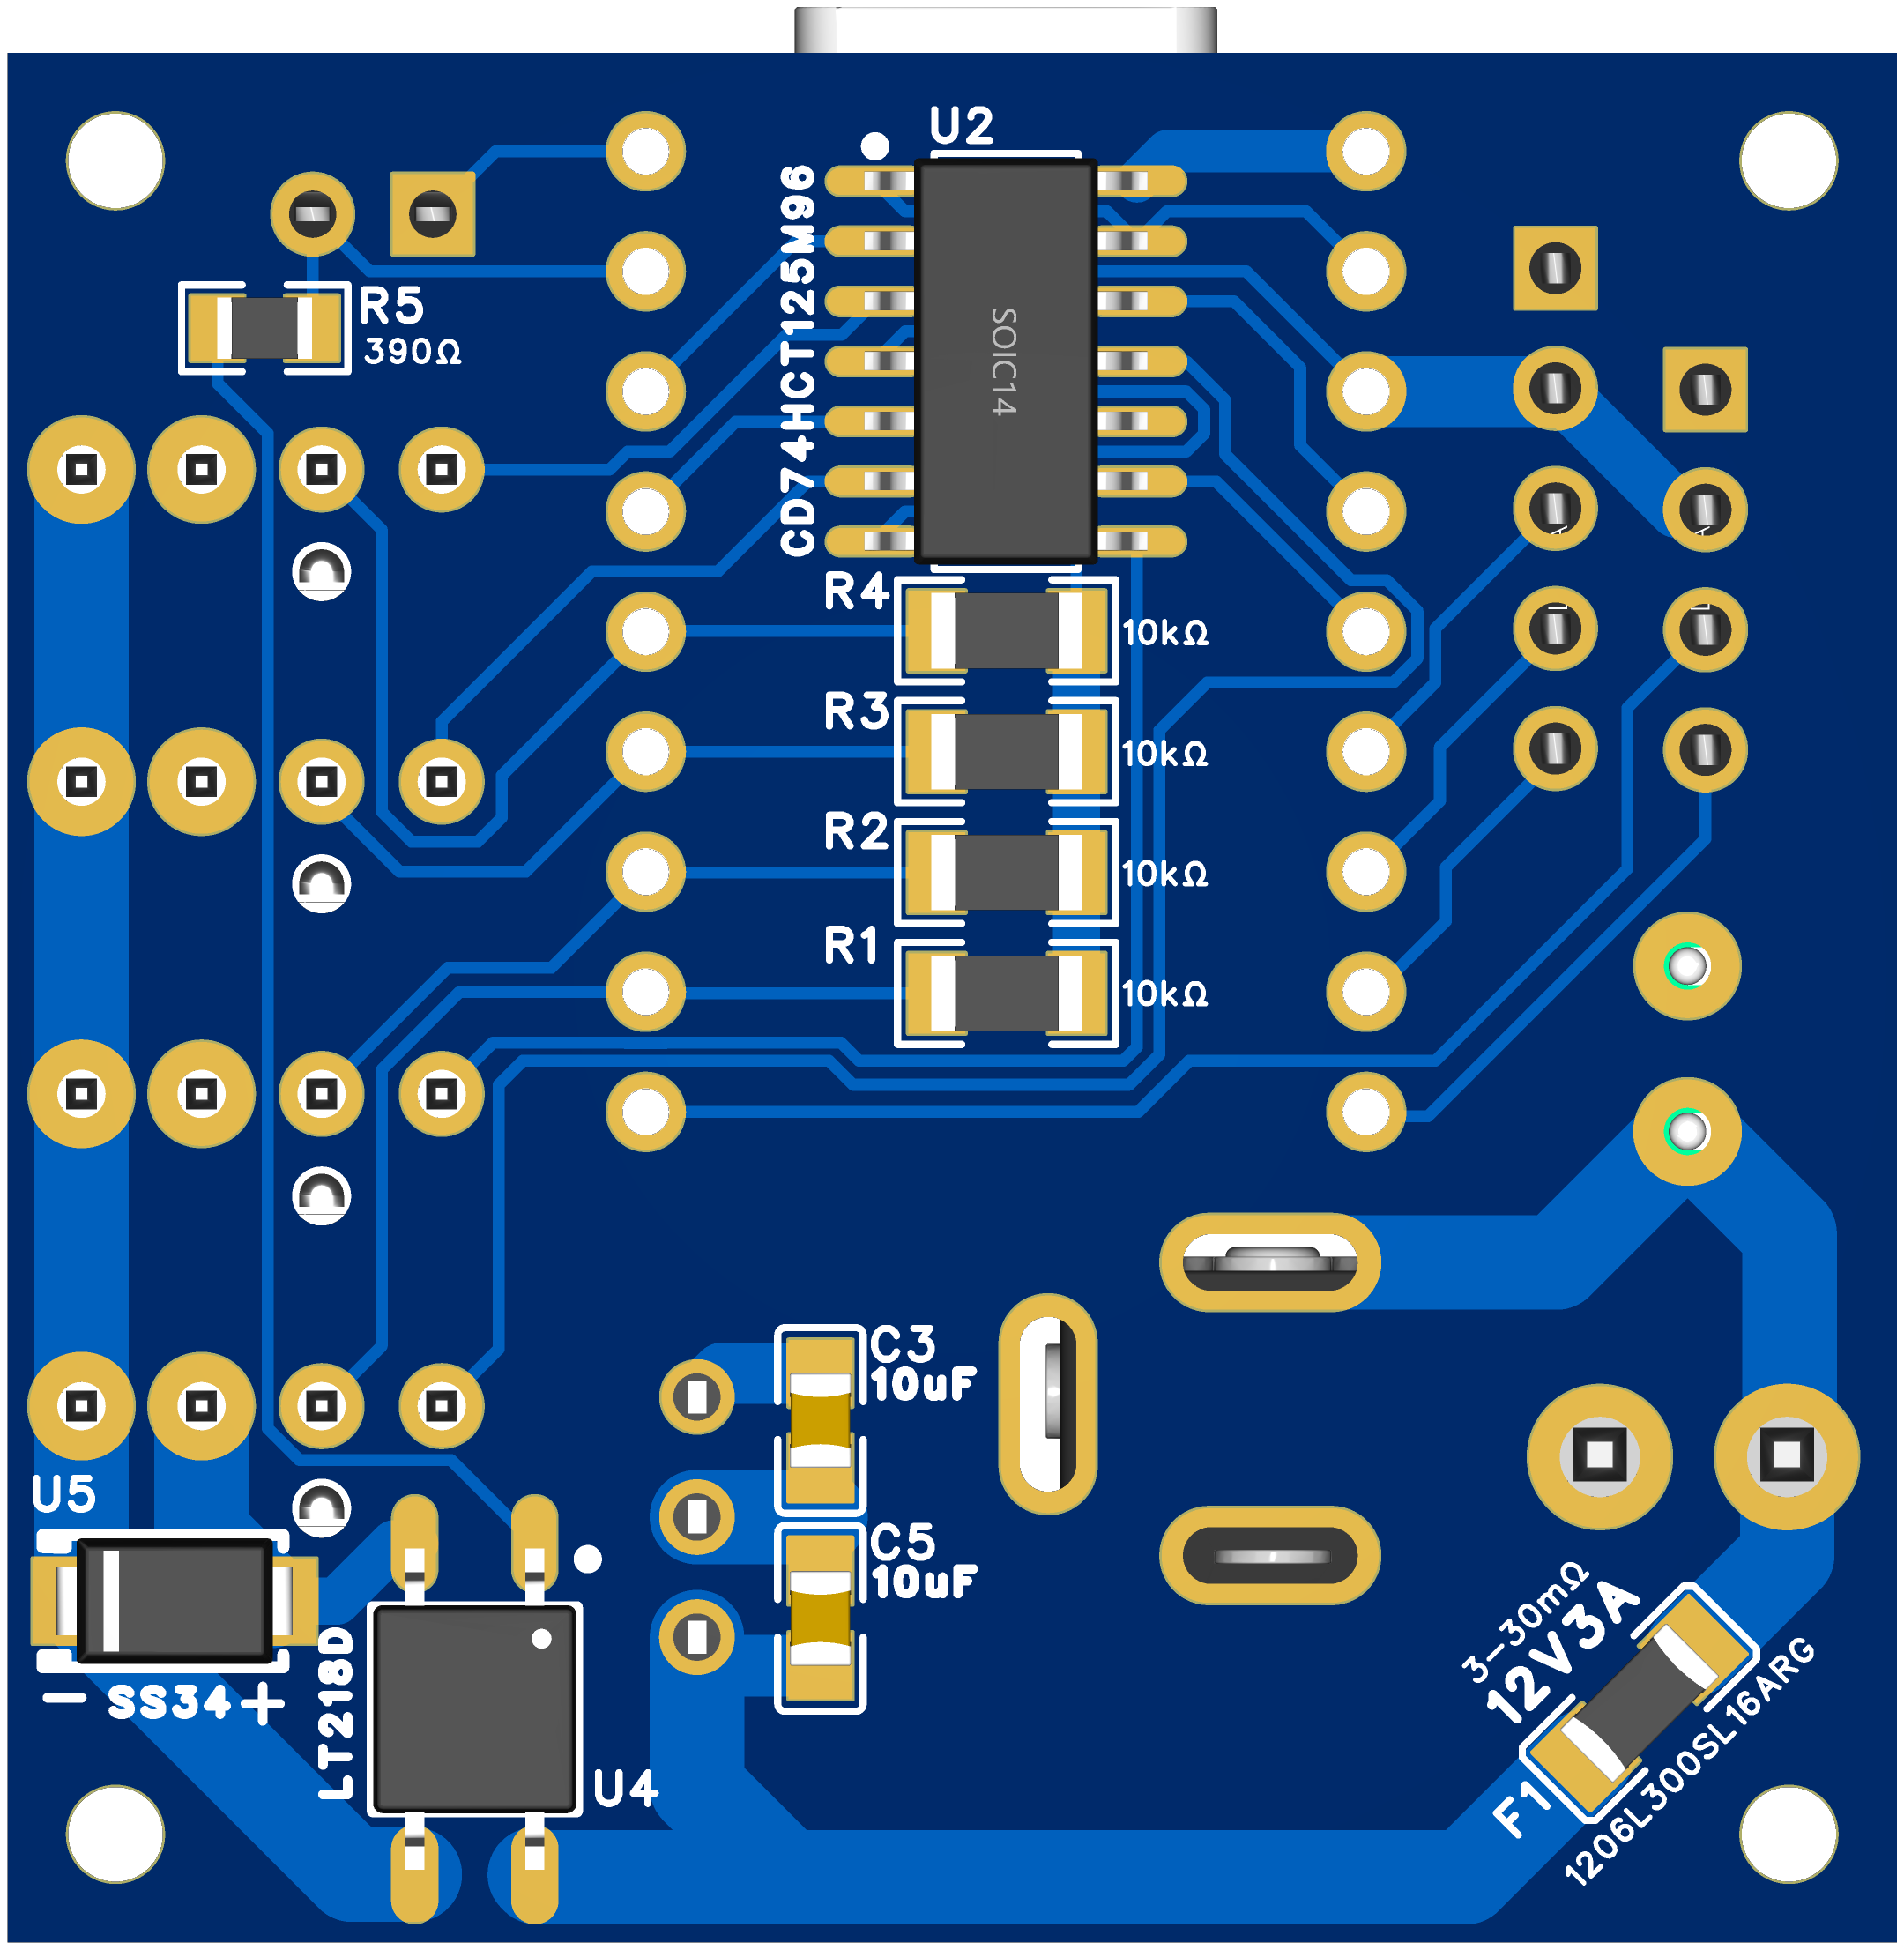 U2
CD74HCT125M96
SOIC14
R5
390Ω
R4
10kΩ
R3
10kΩ
R2
10kΩ
R1
10kΩ
C3
10uF
C5
10uF
U5
- SS34+
LT218D
U4
3-30mΩ
12V3A
F1
1206L300SL16ARG